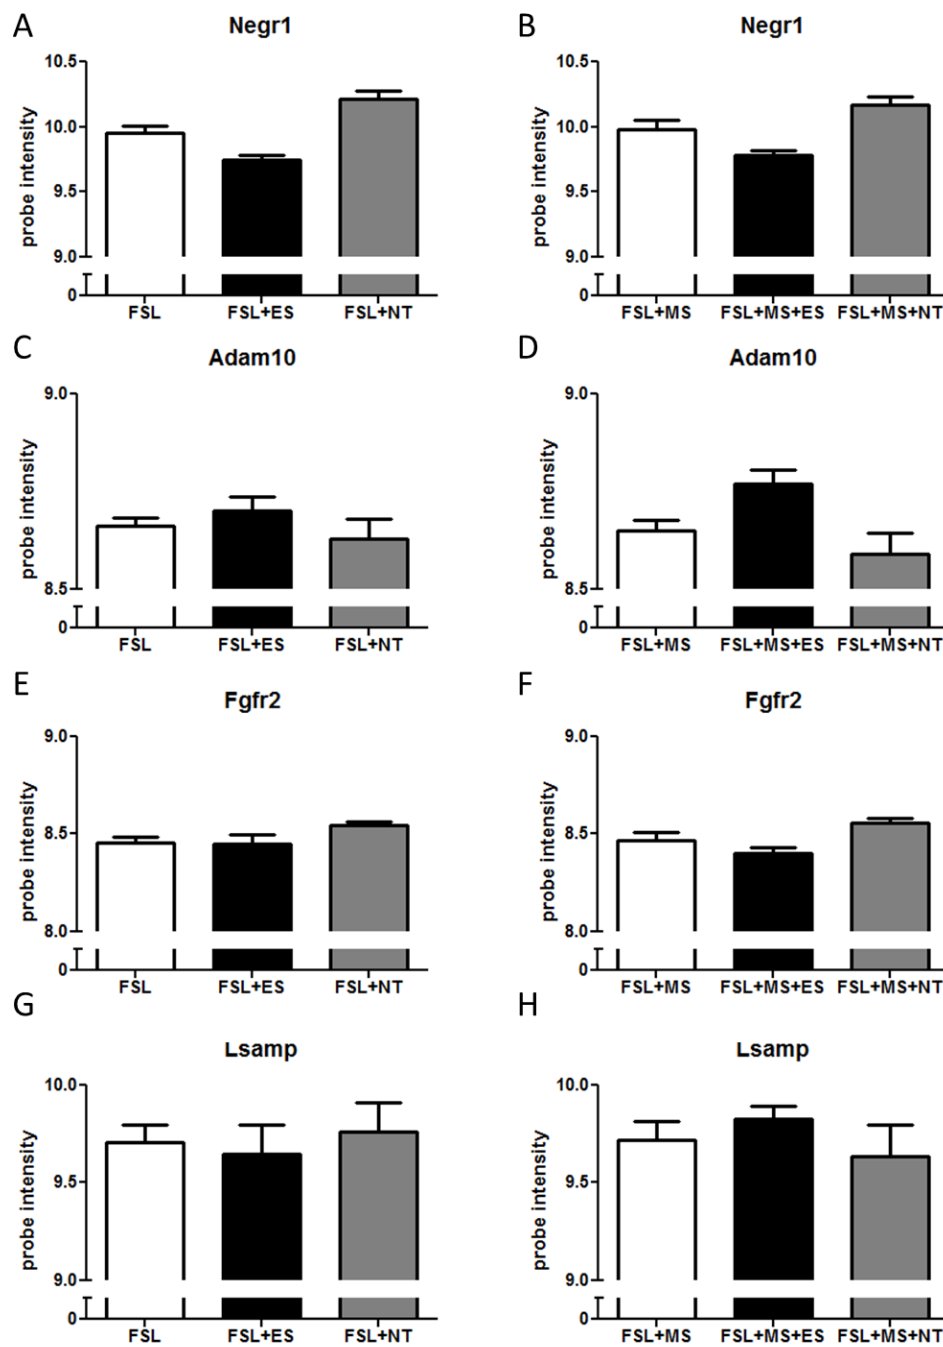 A
Negr1
probe intensity
10.5
10.0
9.5
9.0
0
FSL
FSL+ES
FSL+NT
B
Negr1
probe intensity
10.5
10.0
9.5
9.0
0
FSL+MS
FSL+MS+ES
FSL+MS+NT
C
Adam10
probe intensity
9.0
8.5
0
FSL
FSL+ES
FSL+NT
D
Adam10
probe intensity
9.0
8.5
0
FSL+MS
FSL+MS+ES
FSL+MS+NT
E
Fgfr2
probe intensity
9.0
8.5
8.0
0
FSL
FSL+ES
FSL+NT
F
Fgfr2
probe intensity
9.0
8.5
8.0
0
FSL+MS
FSL+MS+ES
FSL+MS+NT
G
Lsamp
probe intensity
10.0
9.5
9.0
0
FSL
FSL+ES
FSL+NT
H
Lsamp
probe intensity
10.0
9.5
9.0
0
FSL+MS
FSL+MS+ES
FSL+MS+NT